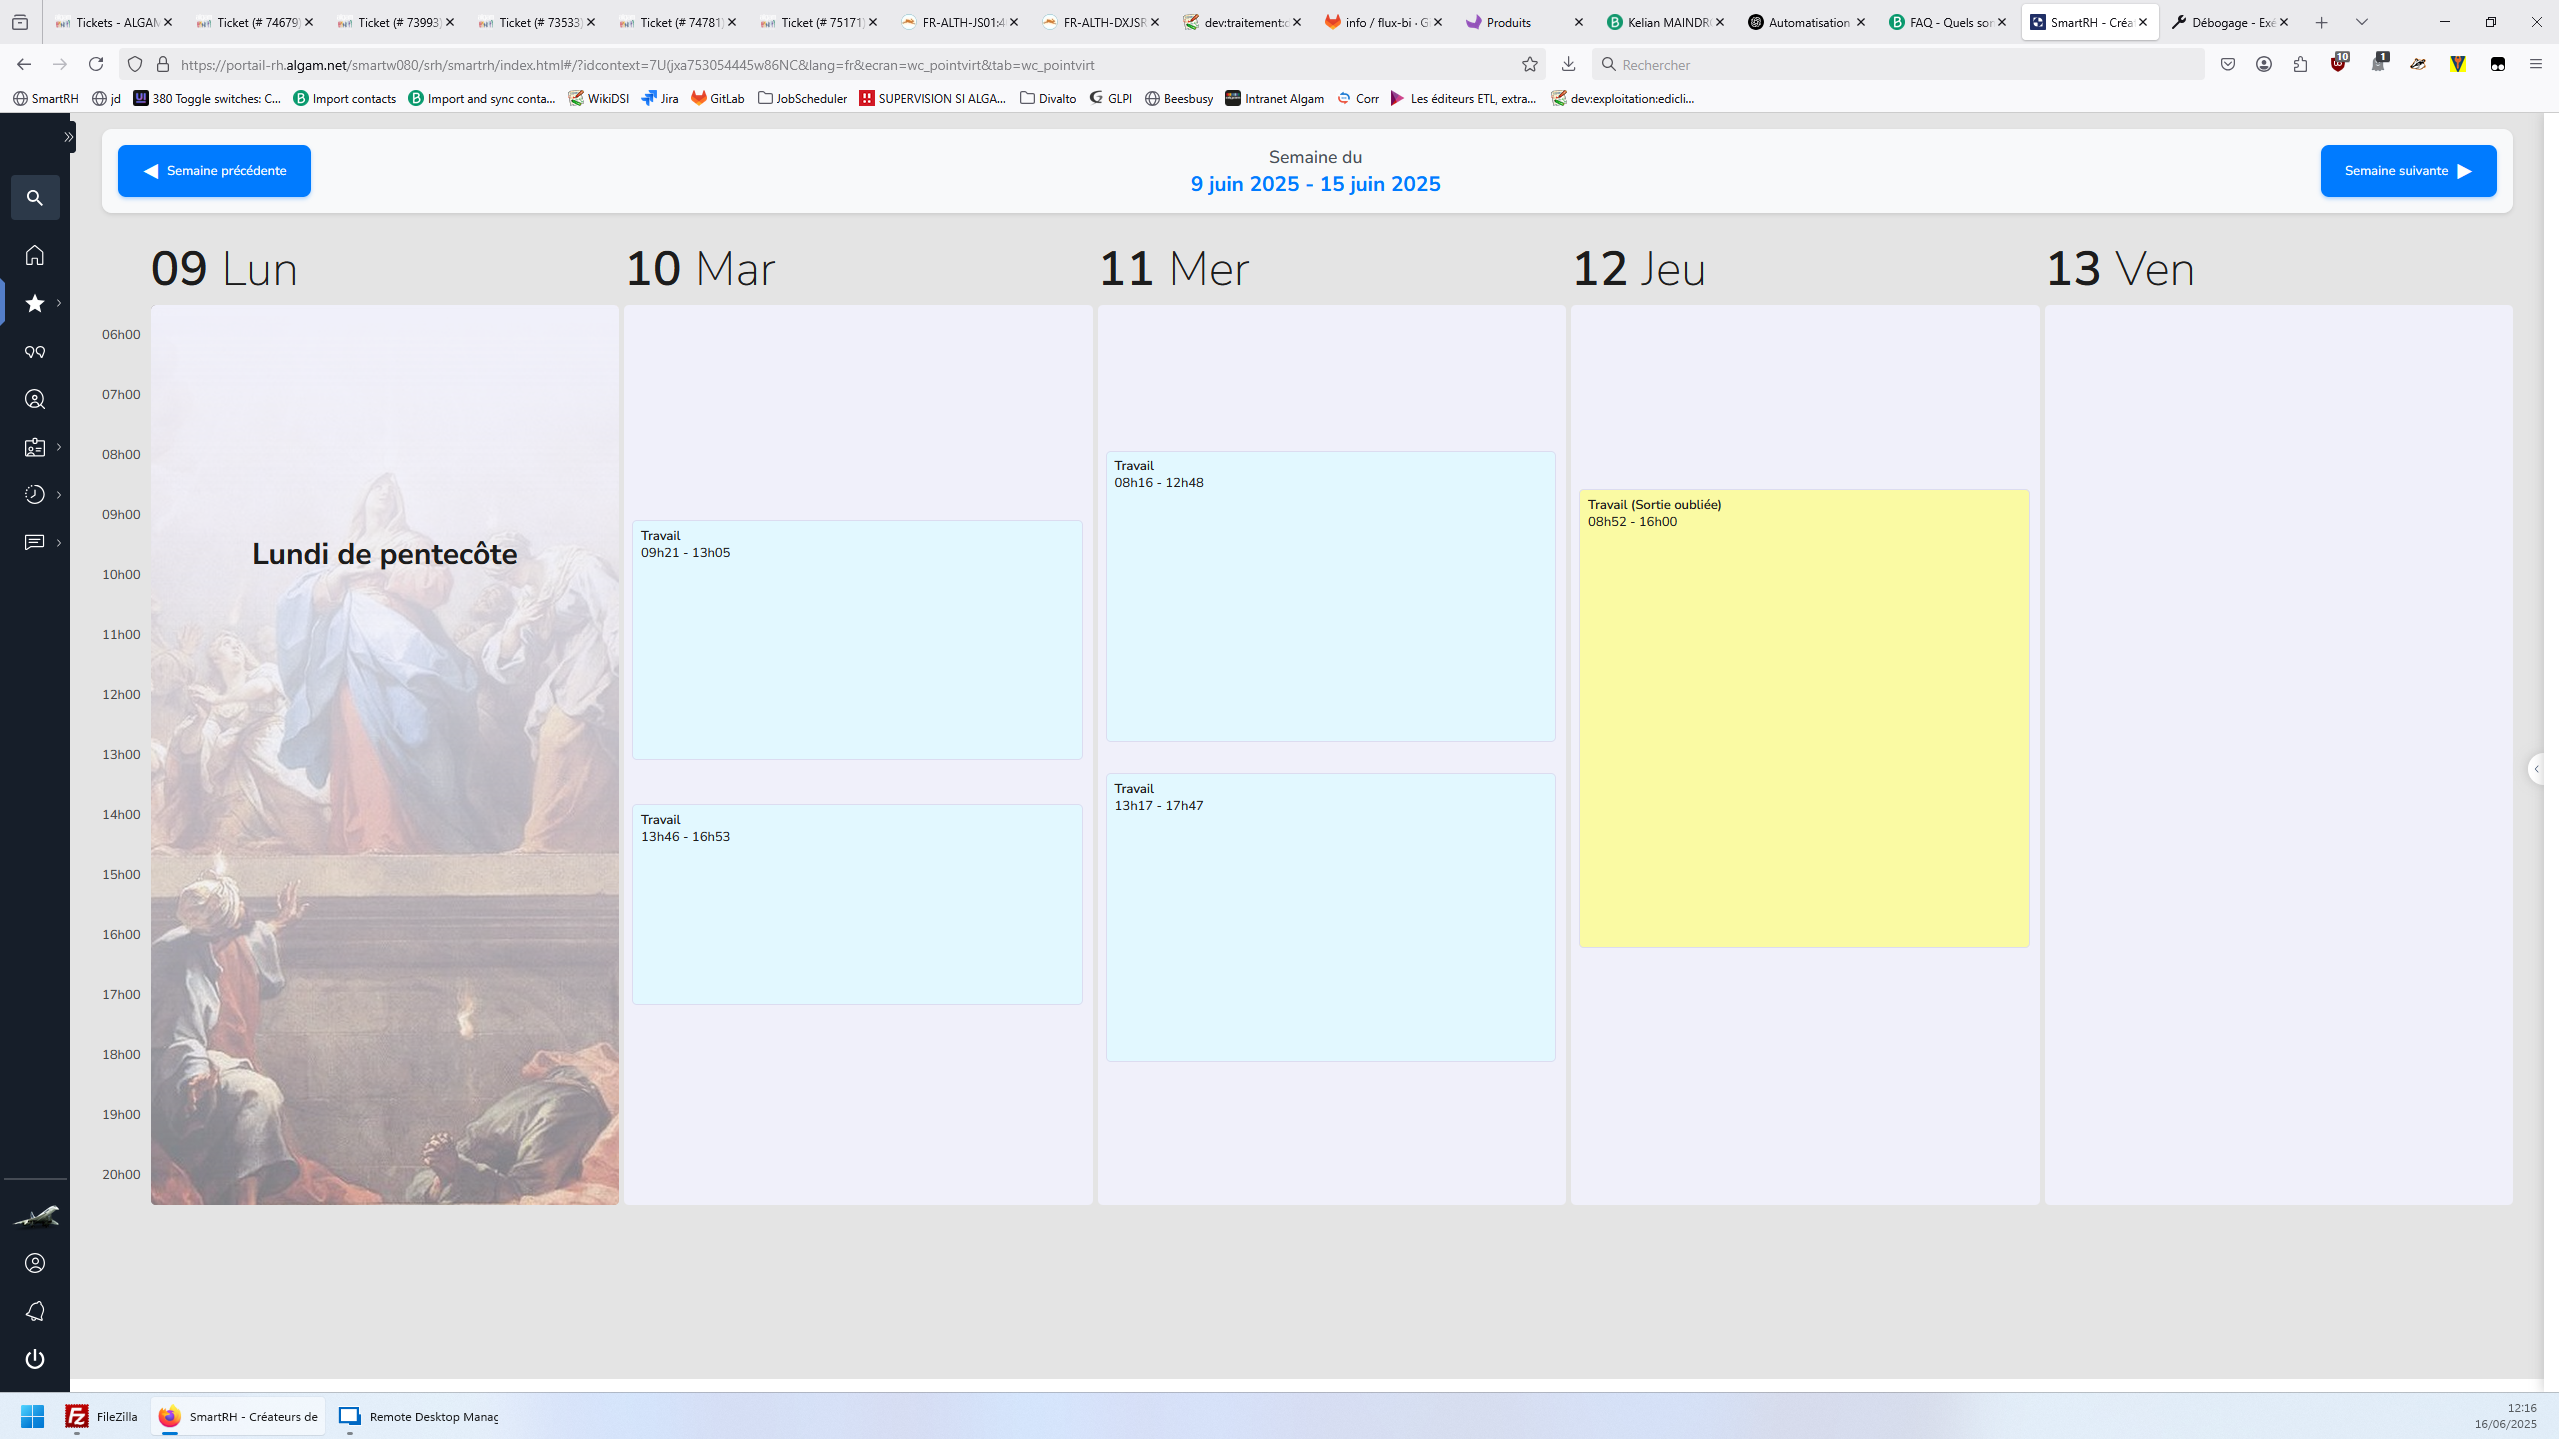 Tickets - ALGAM
Ticket (# 74679)
Ticket (# 73993)
Ticket (# 73533)
Ticket (# 74781)
Ticket (# 75171)
FR-ALTH-JS01:4
FR-ALTH-DXJSR
dev:traitement:c
info / flux-bi · G
Produits
Kelian MAINDR
Automatisation
FAQ - Quels sor
SmartRH - Créa
Débogage - Exé
https://portail-rh.algam.net/smartw080/srh/smartrh/index.html#/?idcontext=7U(jxa753054445w86NC&lang=fr&ecran=wc_pointvirt&tab=wc_pointvirt
Rechercher
10
1
SmartRH
jd
380 Toggle switches: C...
Import contacts
Import and sync conta...
WikiDSI
Jira
GitLab
JobScheduler
SUPERVISION SI ALGA...
Divalto
GLPI
Beesbusy
Intranet Algam
Corr
Les éditeurs ETL, extra...
dev:exploitation:edicli...
Semaine précédente
Semaine du
9 juin 2025 - 15 juin 2025
Semaine suivante
09 Lun
10 Mar
11 Mer
12 Jeu
13 Ven
06h00
07h00
08h00
09h00
10h00
11h00
12h00
13h00
14h00
15h00
16h00
17h00
18h00
19h00
20h00
Lundi de pentecôte
Travail
09h21 - 13h05
Travail
13h46 - 16h53
Travail
08h16 - 12h48
Travail
13h17 - 17h47
Travail (Sortie oubliée)
08h52 - 16h00
FileZilla
SmartRH - Créateurs de
Remote Desktop Manag
12:16
16/06/2025